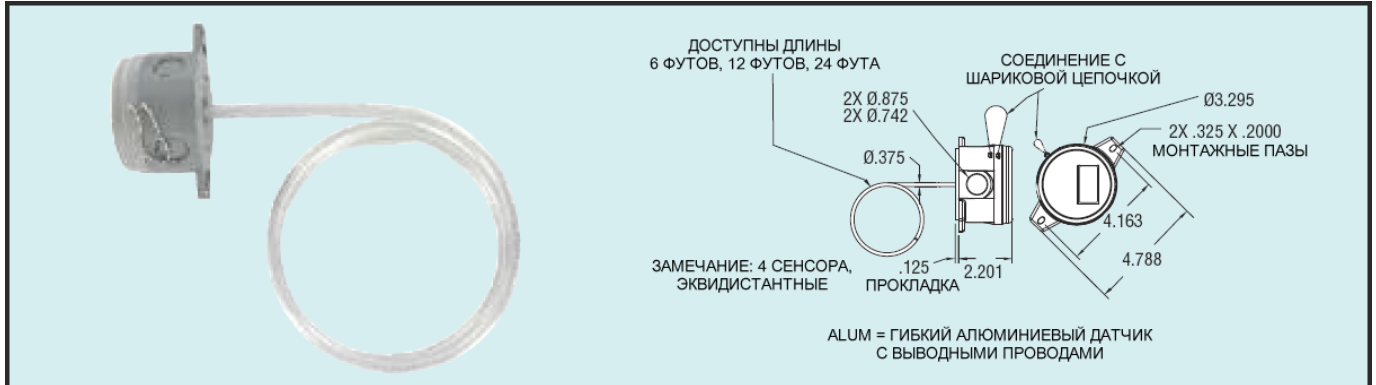 ДОСТУПНЫ ДЛИНЫ
6 ФУТОВ, 12 ФУТОВ, 24 ФУТА
СОЕДИНЕНИЕ С
ШАРИКОВОЙ ЦЕПОЧКОЙ
2X Ø.875
2X Ø.742
Ø3.295
2X .325 X .2000
МОНТАЖНЫЕ ПАЗЫ
Ø.375
4.163
4.788
ЗАМЕЧАНИЕ: 4 СЕНСОРА,
ЭКВИДИСТАНТНЫЕ
.125
ПРОКЛАДКА
2.201
ALUM = ГИБКИЙ АЛЮМИНИЕВЫЙ ДАТЧИК
С ВЫВОДНЫМИ ПРОВОДАМИ